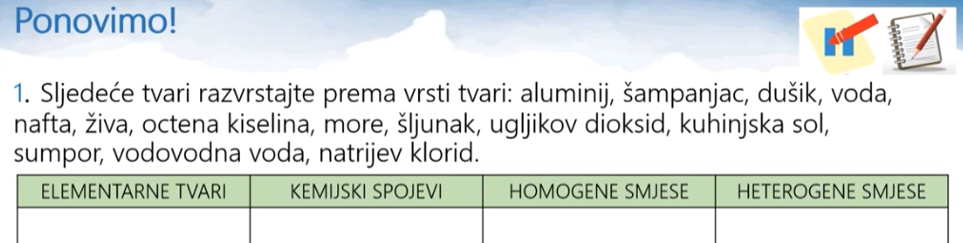 Ponovimo!
1. Sljedeće tvari razvrstajte prema vrsti tvari: aluminij, šampanjac, dušik, voda,
nafta, živa, octena kiselina, more, šljunak, ugljikov dioksid, kuhinjska sol,
sumpor, vodovodna voda, natrijev klorid.
ELEMENTARNE TVARI KEMIJSKI SPOJEVI HOMOGENE SMJESE HETEROGENE SMJESE